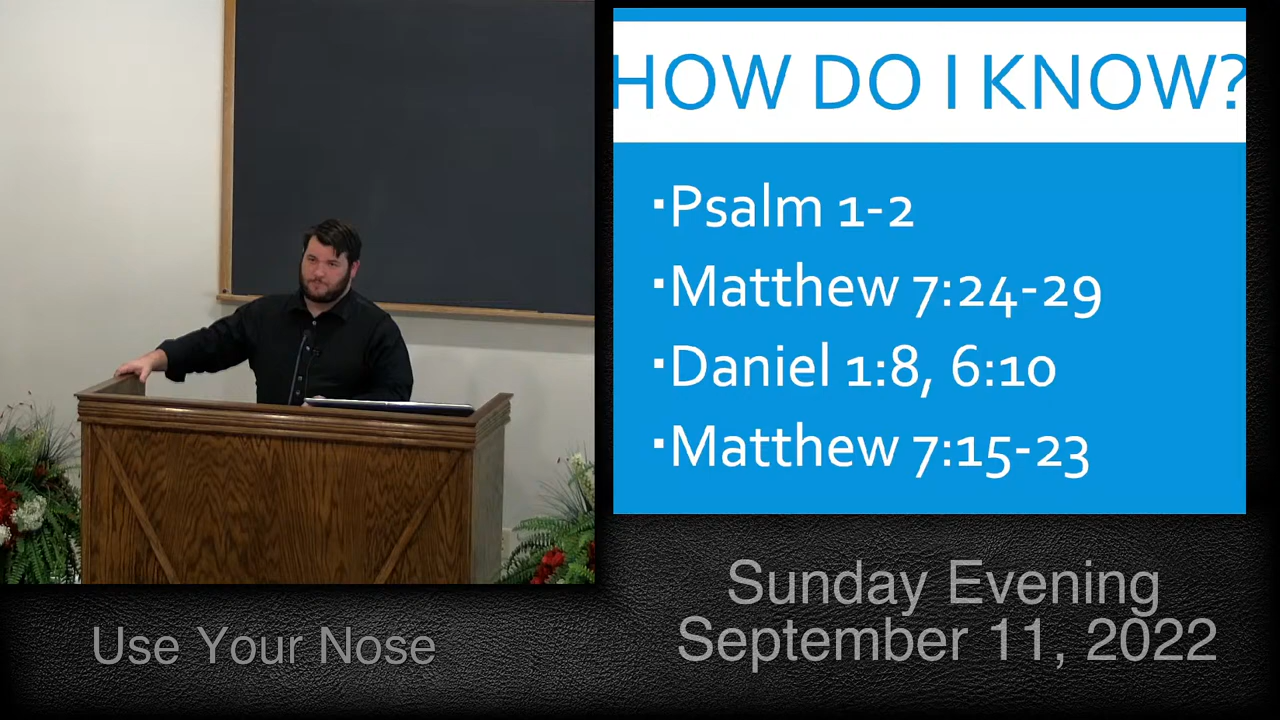 HOW DO I KNOW?
▪Psalm 1-2
▪Matthew 7:24-29
▪Daniel 1:8, 6:10
▪Matthew 7:15-23
Use Your Nose
Sunday Evening
September 11, 2022